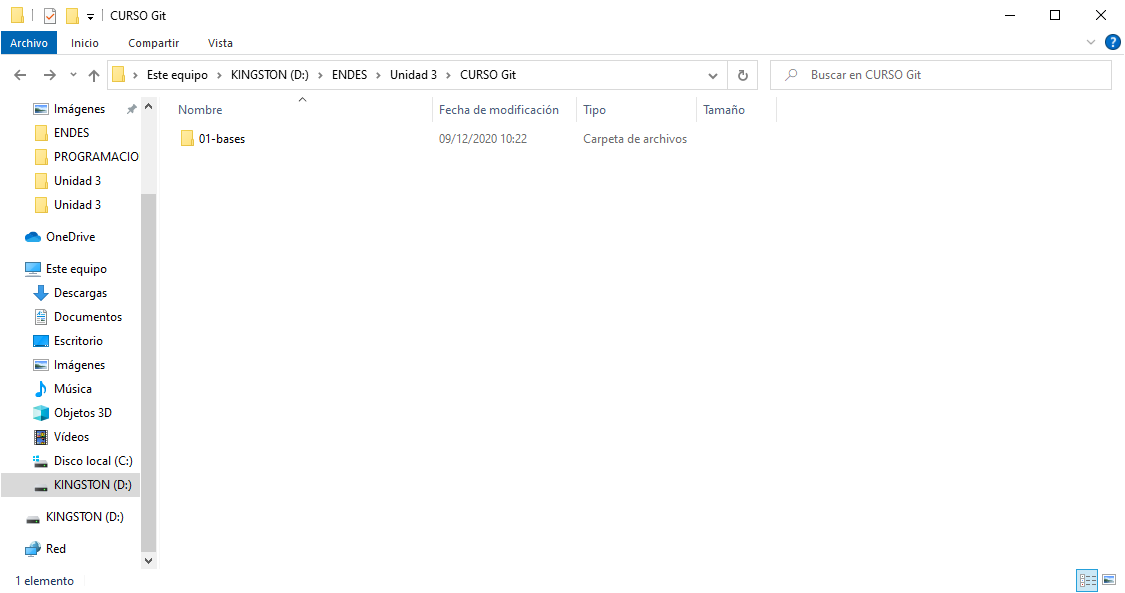 CURSO Git
Archivo Inicio Compartir Vista
Este equipo KINGSTON (D:) ENDES Unidad 3 CURSO Git
Buscar en CURSO Git
Imágenes
ENDES
PROGRAMACIO
Unidad 3
Unidad 3
OneDrive
Este equipo
Descargas
Documentos
Escritorio
Imágenes
Música
Objetos 3D
Vídeos
Disco local (C:)
KINGSTON (D:)
KINGSTON (D:)
Red
Nombre Fecha de modificación Tipo Tamaño
01-bases 09/12/2020 10:22 Carpeta de archivos
1 elemento